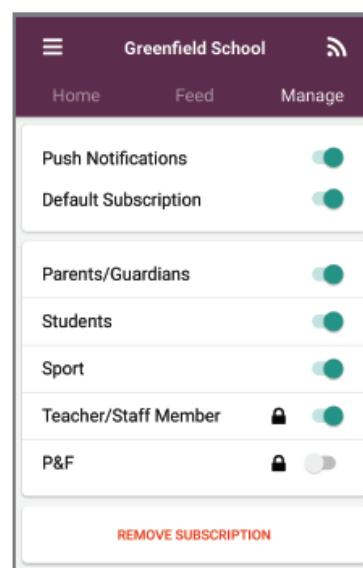 Greenfield School
Home Feed Manage
Push Notifications
Default Subscription
Parents/Guardians
Students
Sport
Teacher/Staff Member
P&F
REMOVE SUBSCRIPTION